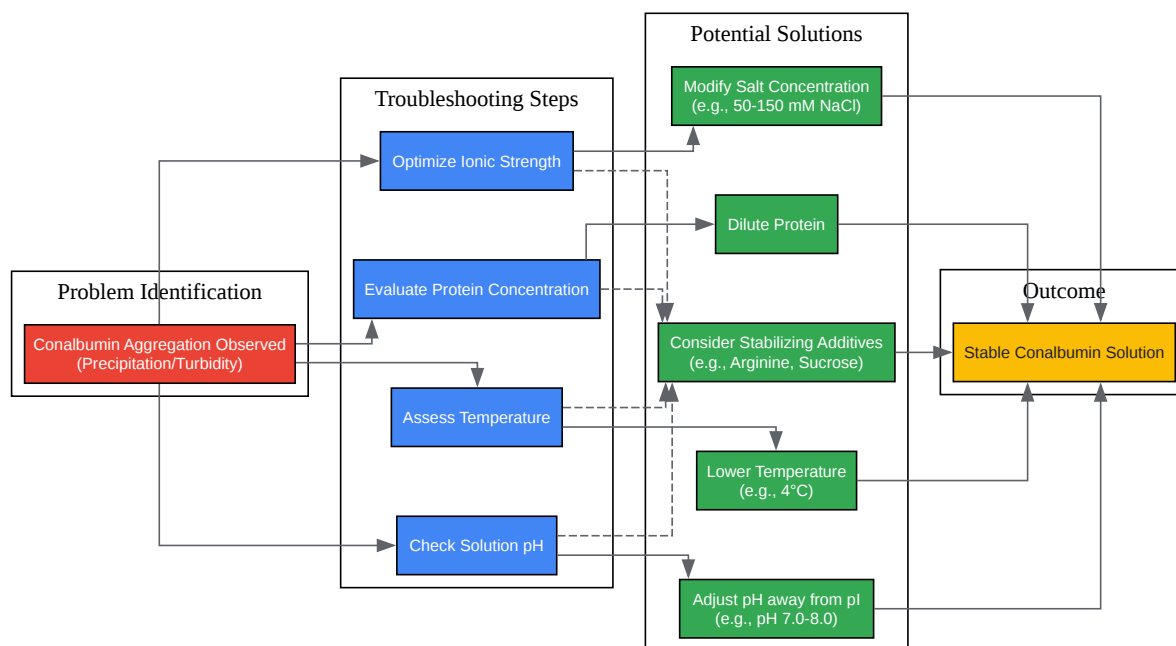 Problem Identification
Conalbumin Aggregation Observed
(Precipitation/Turbidity)
Troubleshooting Steps
Optimize Ionic Strength
Evaluate Protein Concentration
Assess Temperature
Check Solution pH
Potential Solutions
Modify Salt Concentration
(e.g., 50-150 mM NaCl)
Dilute Protein
Consider Stabilizing Additives
(e.g., Arginine, Sucrose)
Lower Temperature
(e.g., 4°C)
Adjust pH away from pI
(e.g., pH 7.0-8.0)
Outcome
Stable Conalbumin Solution